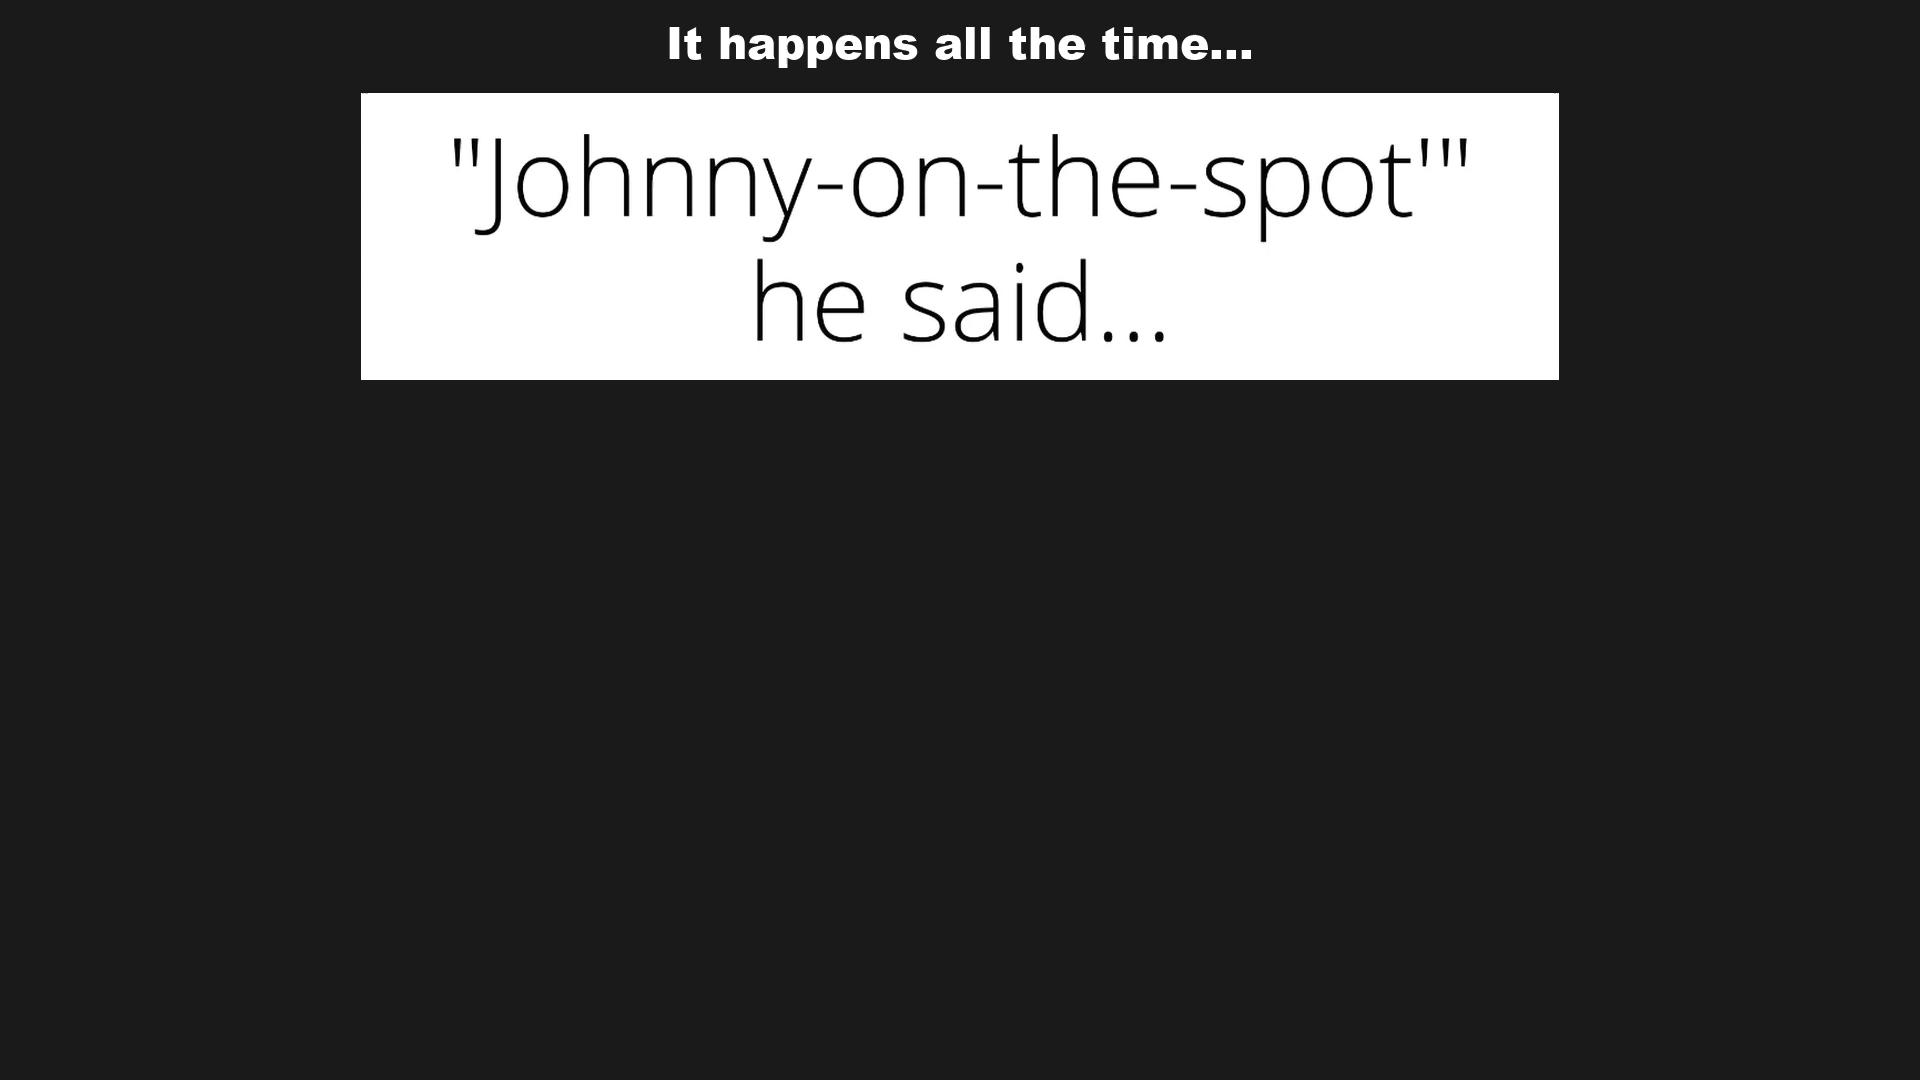 It happens all the time...
"Johnny-on-the-spot'"
he said...